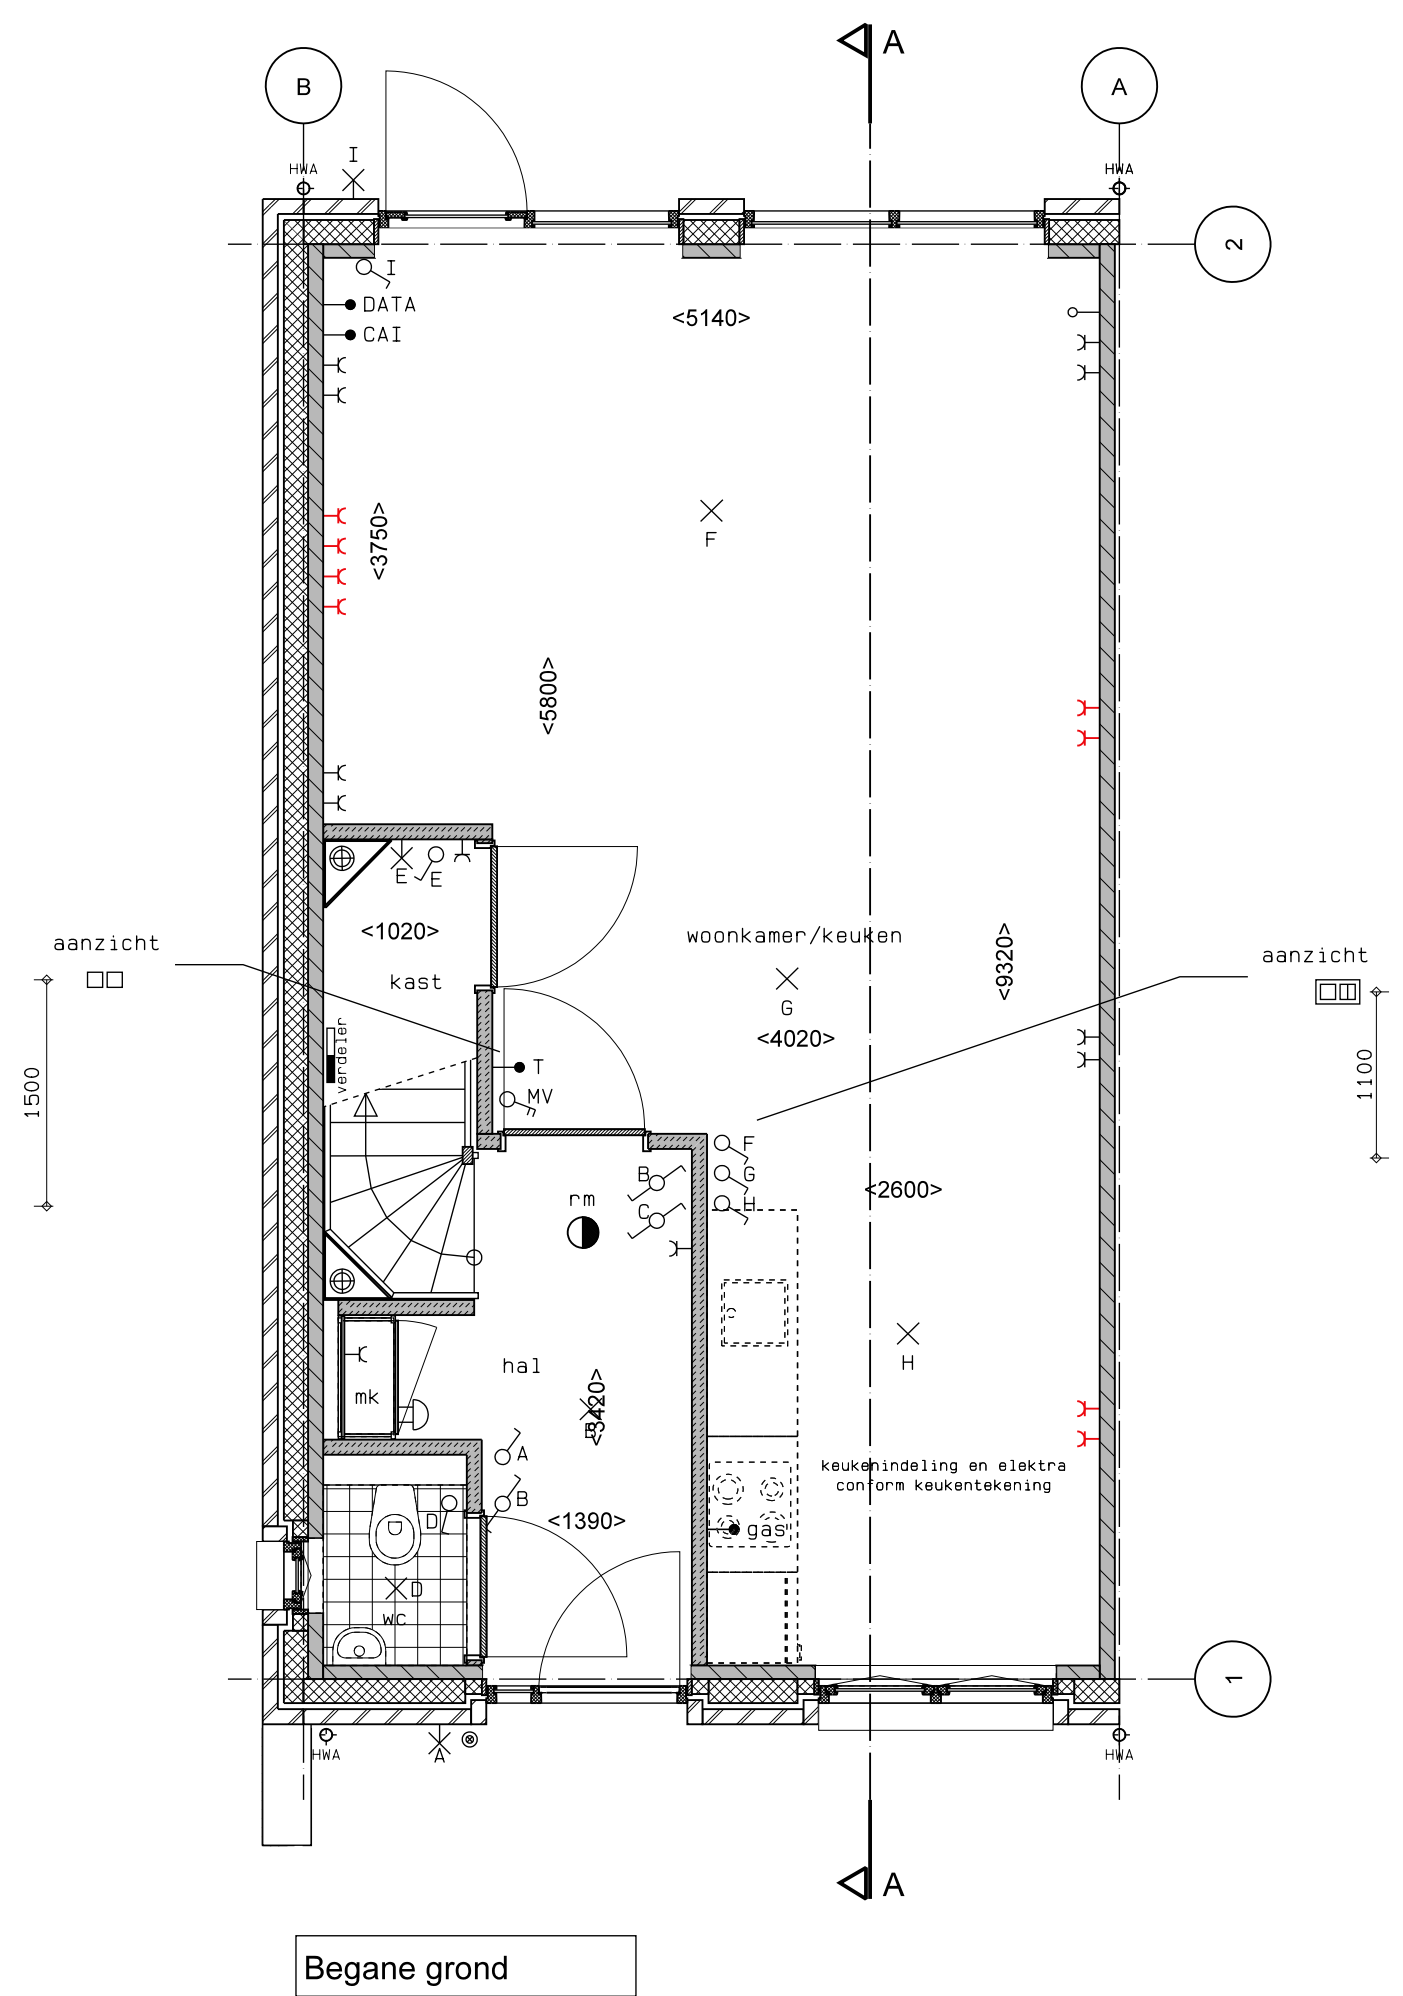 A
B
A
I
HWA
HWA
2
I
DATA
CAI
<5140>
<3750>
F
<5800>
E
E
<1020>
aanzicht
kast
woonkamer/keuken
<9320>
aanzicht
G
<4020>
verdeler
T
MV
1500
1100
F
B
G
<2600>
rm
H
C
H
hal
mk
<3420>
B
A
keukenindeling en elektra
conform keukentekening
B
D
<1390>
gas
D
WC
1
HWA
A
HWA
A
Begane grond